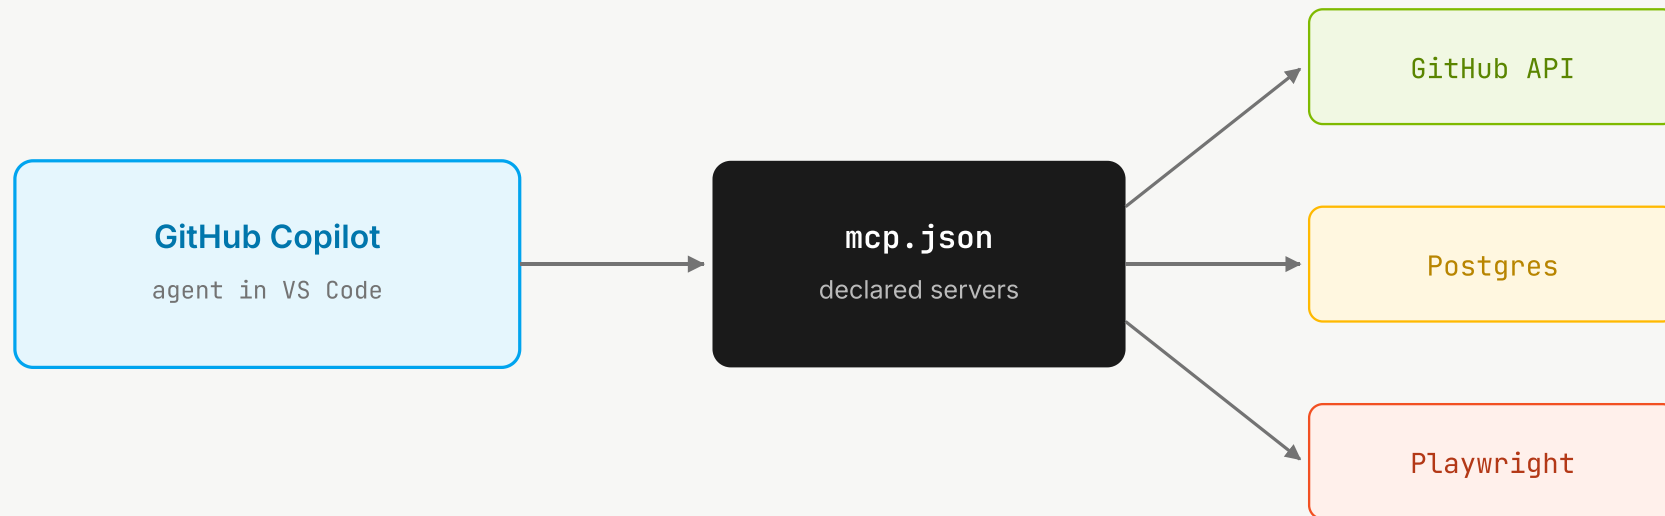 GitHub Copilot
agent in VS Code
mcp.json
declared servers
GitHub API
Postgres
Playwright